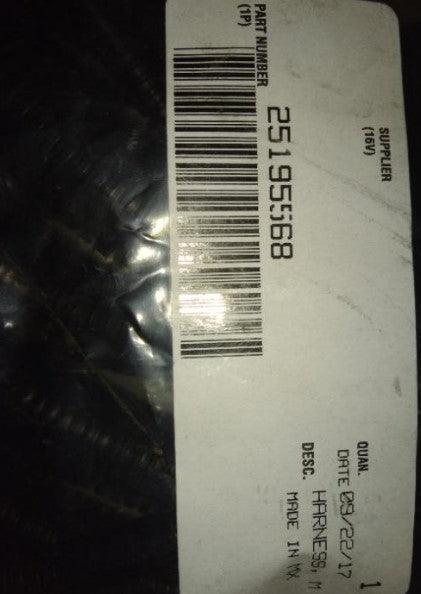 PART NUMBER
(1P)
25195568
SUPPLIER
(16V)
QUAN. 1
DATE 09/22/17
DESC. HARNESS, M
MADE IN MX